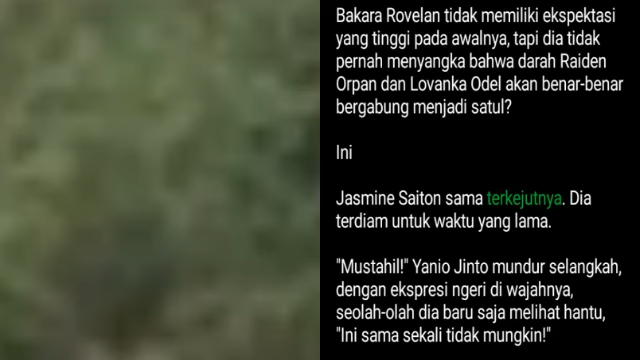 Bakara Rovelan tidak memiliki ekspektasi
yang tinggi pada awalnya, tapi dia tidak
pernah menyangka bahwa darah Raiden
Orpan dan Lovanka Odel akan benar-benar
bergabung menjadi satul?
Ini
Jasmine Saiton sama terkejutnya. Dia
terdiam untuk waktu yang lama.
"Mustahil!" Yanio Jinto mundur selangkah,
dengan ekspresi ngeri di wajahnya,
seolah-olah dia baru saja melihat hantu,
"Ini sama sekali tidak mungkin!"